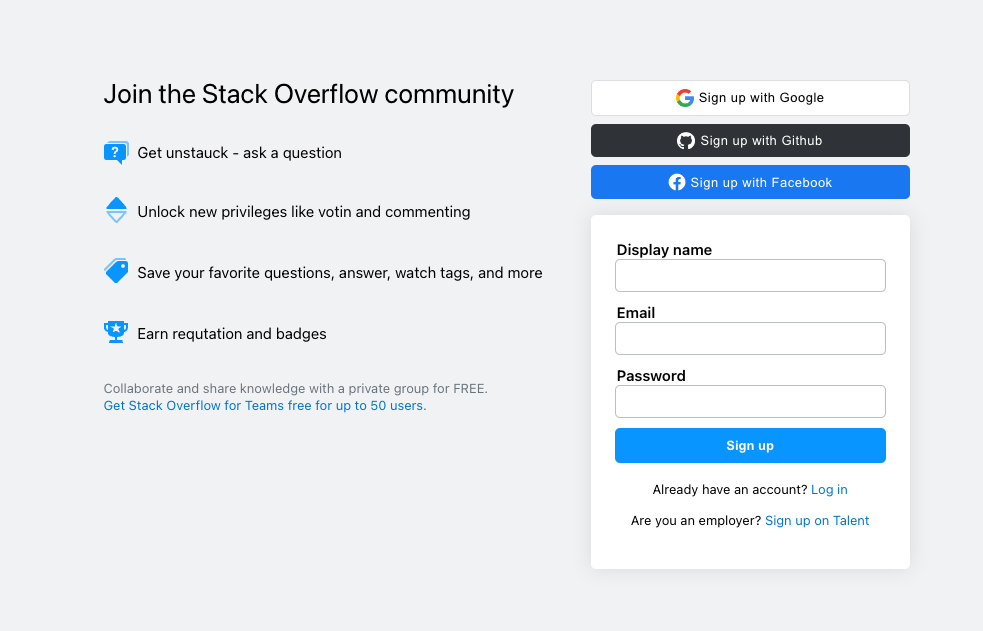 Join the Stack Overflow community
?
Get unstauck - ask a question
Unlock new privileges like votin and commenting
Save your favorite questions, answer, watch tags, and more
Earn requtation and badges
Collaborate and share knowledge with a private group for FREE.
Get Stack Overflow for Teams free for up to 50 users.
Sign up with Google
Sign up with Github
Sign up with Facebook
Display name
Email
Password
Sign up
Already have an account? Log in
Are you an employer? Sign up on Talent